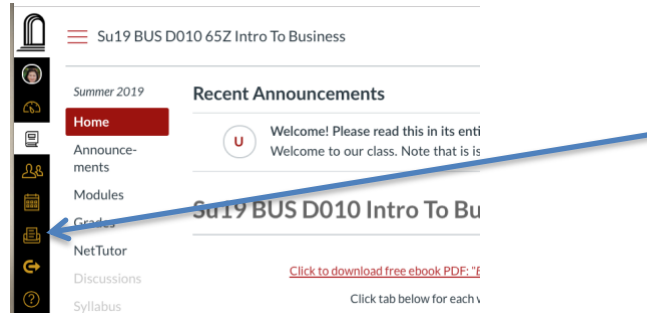 Su19 BUS D010 65Z Intro To Business
Summer 2019
Home
Announce-
ments
Modules
Grades
NetTutor
Discussions
Syllabus
Recent Announcements
U
Welcome! Please read this in its enti
Welcome to our class. Note that is is
Su19 BUS D010 Intro To Bu
Click to download free ebook PDF: "E
Click tab below for each w